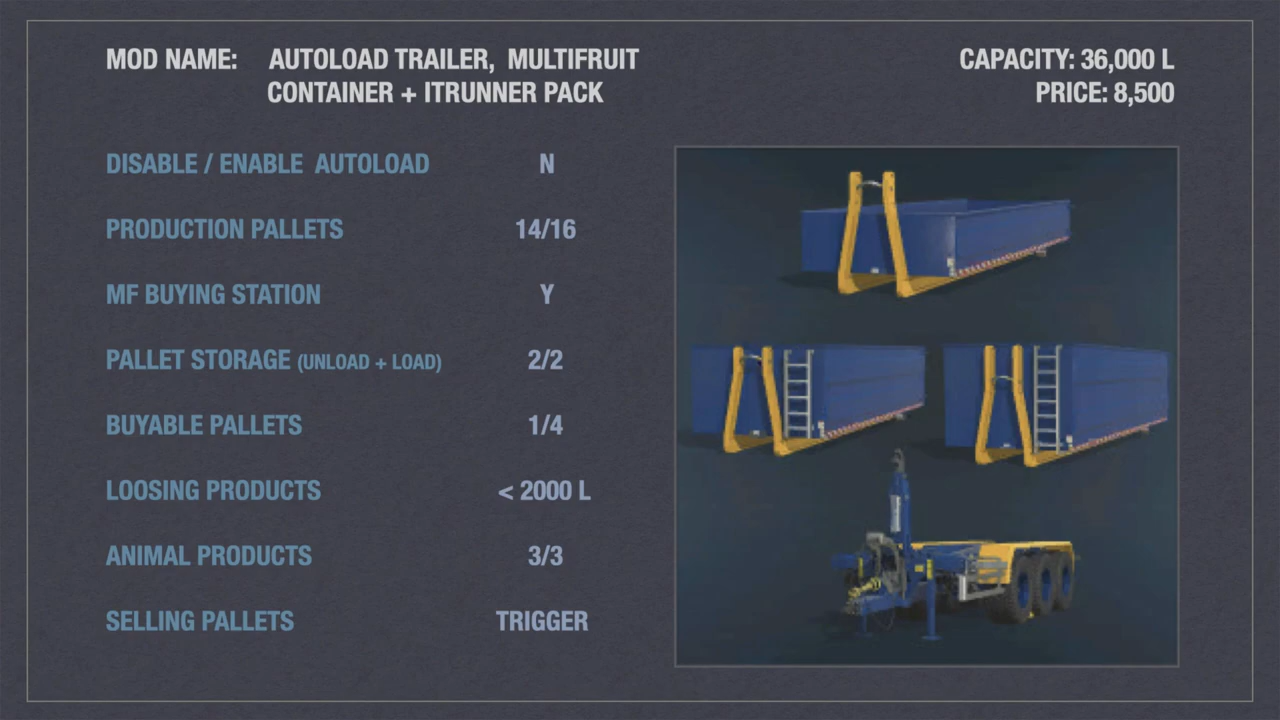 MOD NAME: AUTOLOAD TRAILER, MULTIFRUIT
CONTAINER + ITRUNNER PACK
CAPACITY: 36,000 L
PRICE: 8,500
DISABLE / ENABLE AUTOLOAD N
PRODUCTION PALLETS 14/16
MF BUYING STATION Y
PALLET STORAGE (UNLOAD + LOAD) 2/2
BUYABLE PALLETS 1/4
LOOSING PRODUCTS < 2000 L
ANIMAL PRODUCTS 3/3
SELLING PALLETS TRIGGER